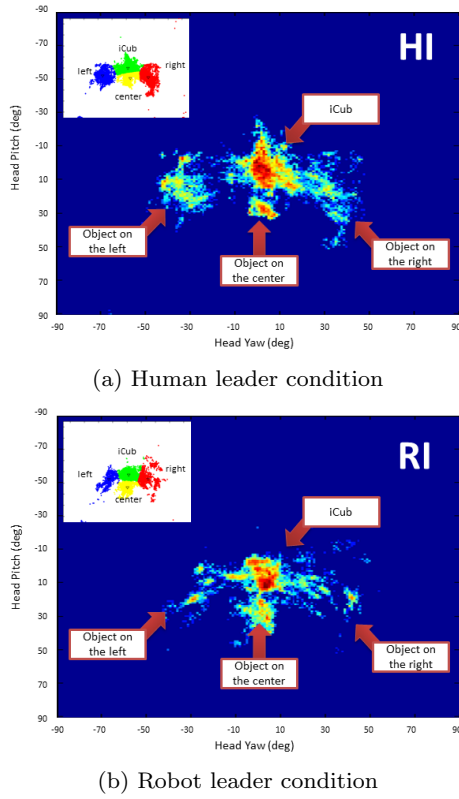 HI
iCub
left
right
center
iCub
Object on
the left
Object on
the center
Object on
the right
Head Pitch (deg)
-90
-70
-50
-30
-10
10
30
50
70
90
-90 -70 -50 -30 -10 10 30 50 70 90
Head Yaw (deg)
(a) Human leader condition
RI
iCub
left
right
center
iCub
Object on
the left
Object on
the center
Object on
the right
Head Pitch (deg)
-90
-70
-50
-30
-10
10
30
50
70
90
-90 -70 -50 -30 -10 10 30 50 70 90
Head Yaw (deg)
(b) Robot leader condition